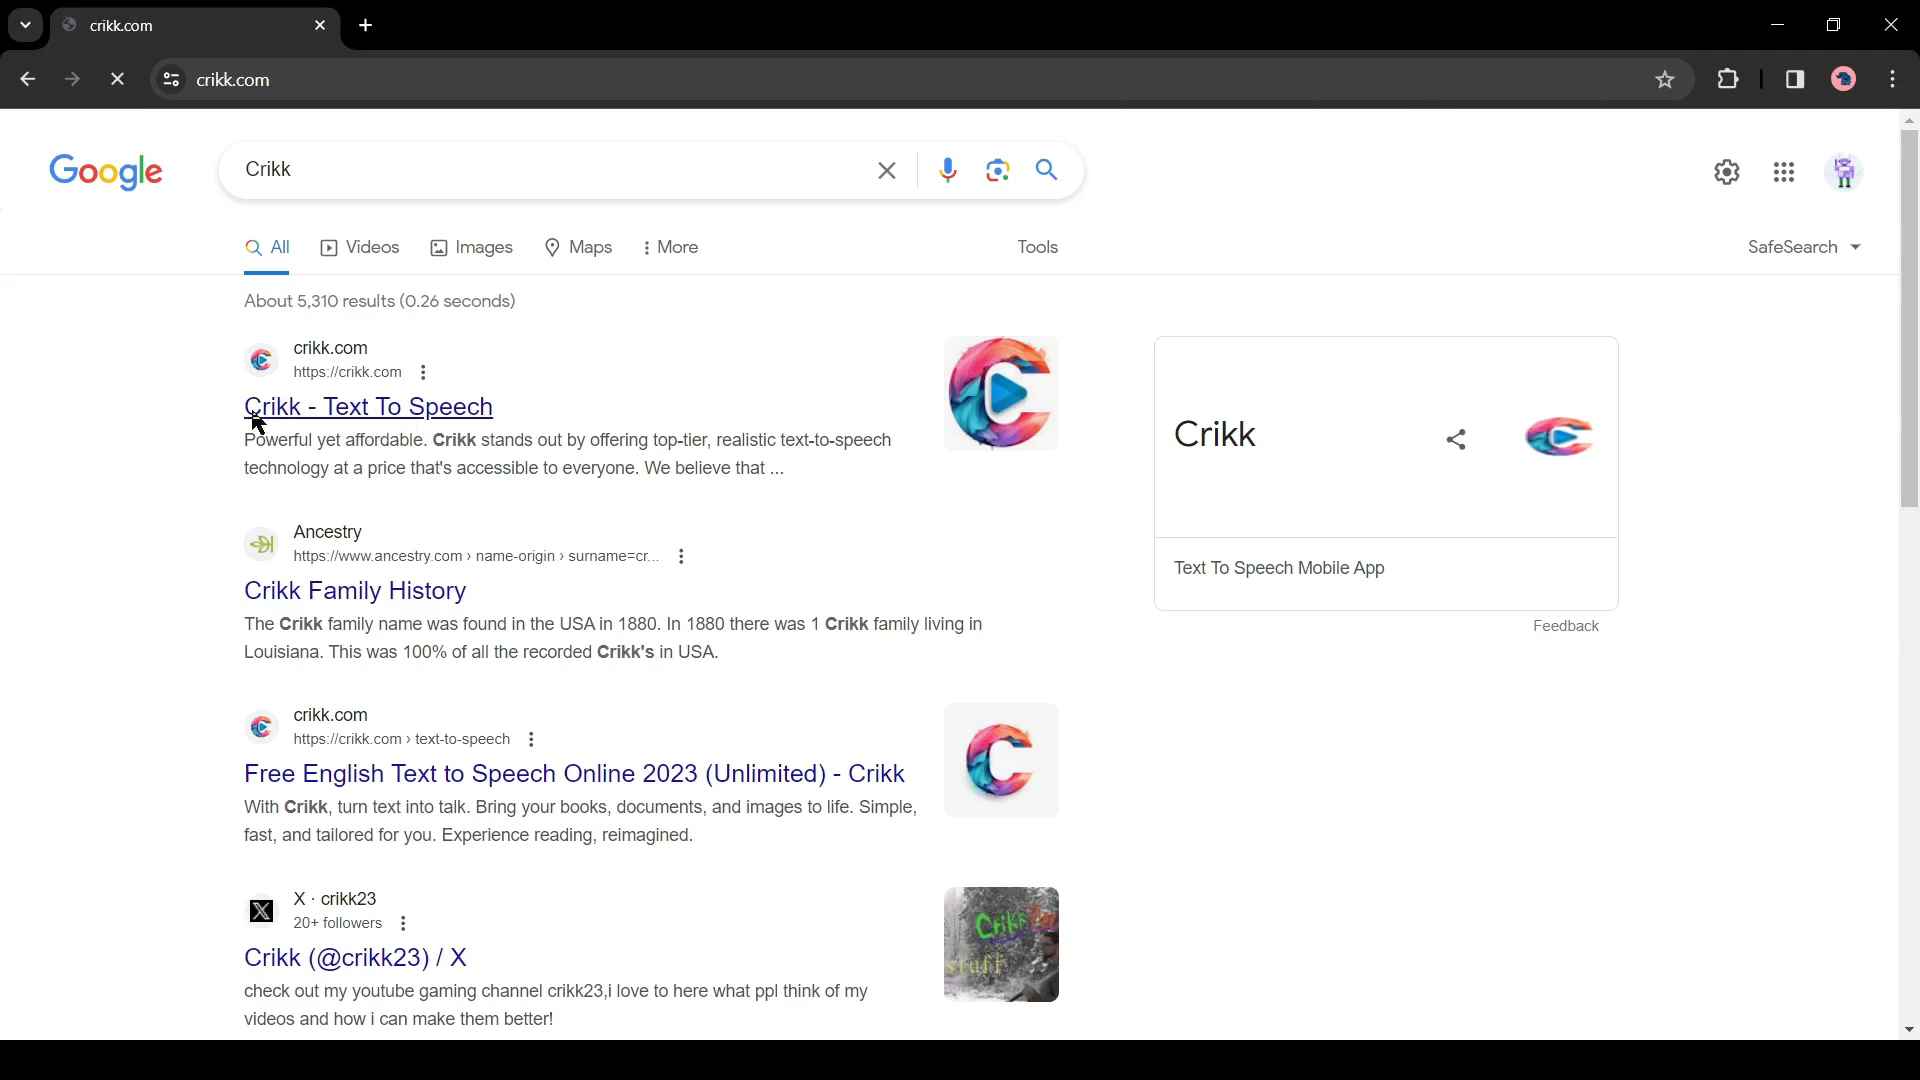 crikk.com
crikk.com
Google
Crikk
All
Videos
Images
Maps
More
Tools
SafeSearch
About 5,310 results (0.26 seconds)
crikk.com
https://crikk.com
Crikk - Text To Speech
Powerful yet affordable. Crikk stands out by offering top-tier, realistic text-to-speech
technology at a price that's accessible to everyone. We believe that ...
Ancestry
https://www.ancestry.com › name-origin › surname=cr...
Crikk Family History
The Crikk family name was found in the USA in 1880. In 1880 there was 1 Crikk family living in
Louisiana. This was 100% of all the recorded Crikk's in USA.
crikk.com
https://crikk.com › text-to-speech
Free English Text to Speech Online 2023 (Unlimited) - Crikk
With Crikk, turn text into talk. Bring your books, documents, and images to life. Simple,
fast, and tailored for you. Experience reading, reimagined.
X · crikk23
20+ followers
Crikk (@crikk23) / X
check out my youtube gaming channel crikk23,i love to here what ppl think of my
videos and how i can make them better!
Crikk
stuff
Crikk
Text To Speech Mobile App
Feedback